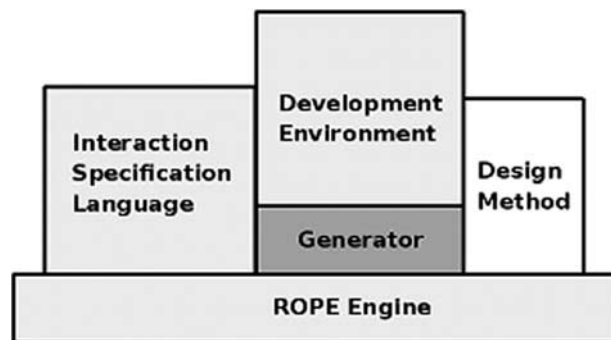 Interaction
Specification
Language
Development
Environment
Generator
Design
Method
ROPE Engine